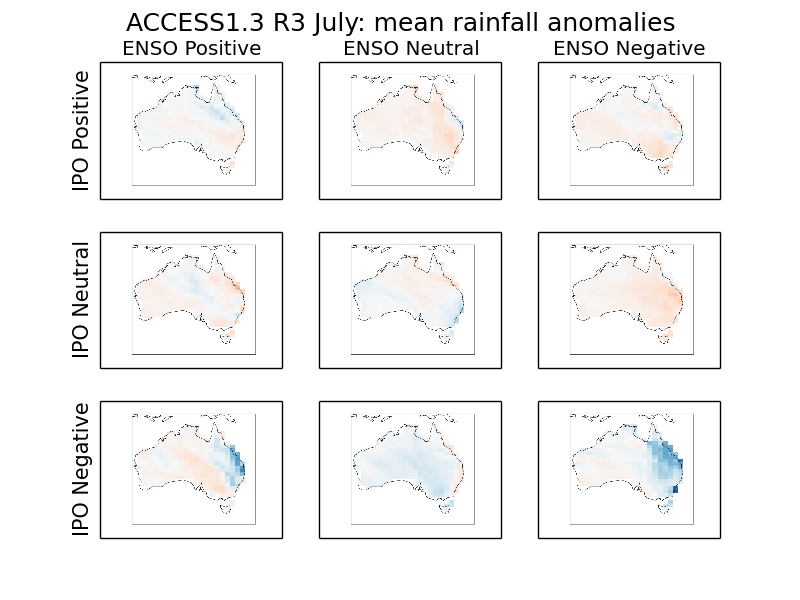 ACCESS1.3 R3 July: mean rainfall anomalies
ENSO Positive
ENSO Neutral
ENSO Negative
IPO Positive
IPO Neutral
IPO Negative